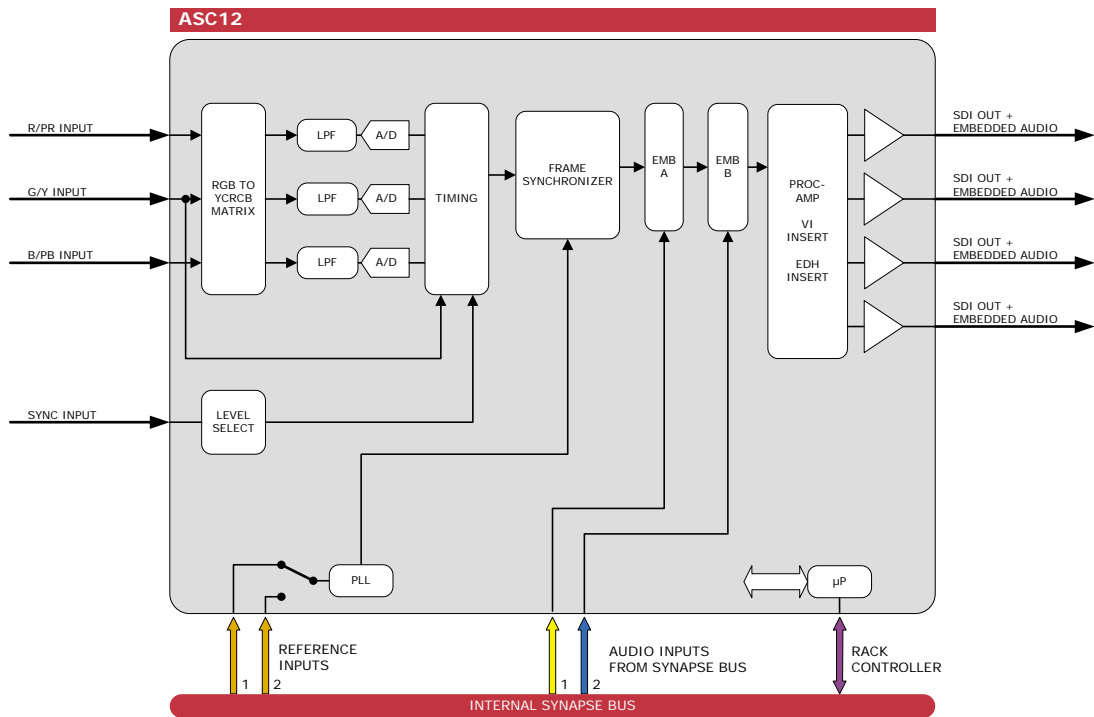 ASC12
R/PR INPUT
G/Y INPUT
B/PB INPUT
SYNC INPUT
RGB TO
YCRCB
MATRIX
LPF
A/D
LPF
A/D
LPF
A/D
TIMING
FRAME
SYNCHRONIZER
EMB
A
EMB
B
PROC-
AMP
VI
INSERT
EDH
INSERT
SDI OUT +
EMBEDDED AUDIO
SDI OUT +
EMBEDDED AUDIO
SDI OUT +
EMBEDDED AUDIO
SDI OUT +
EMBEDDED AUDIO
LEVEL
SELECT
PLL
µP
REFERENCE
INPUTS
1
2
AUDIO INPUTS
FROM SYNAPSE BUS
1
2
RACK
CONTROLLER
INTERNAL SYNAPSE BUS